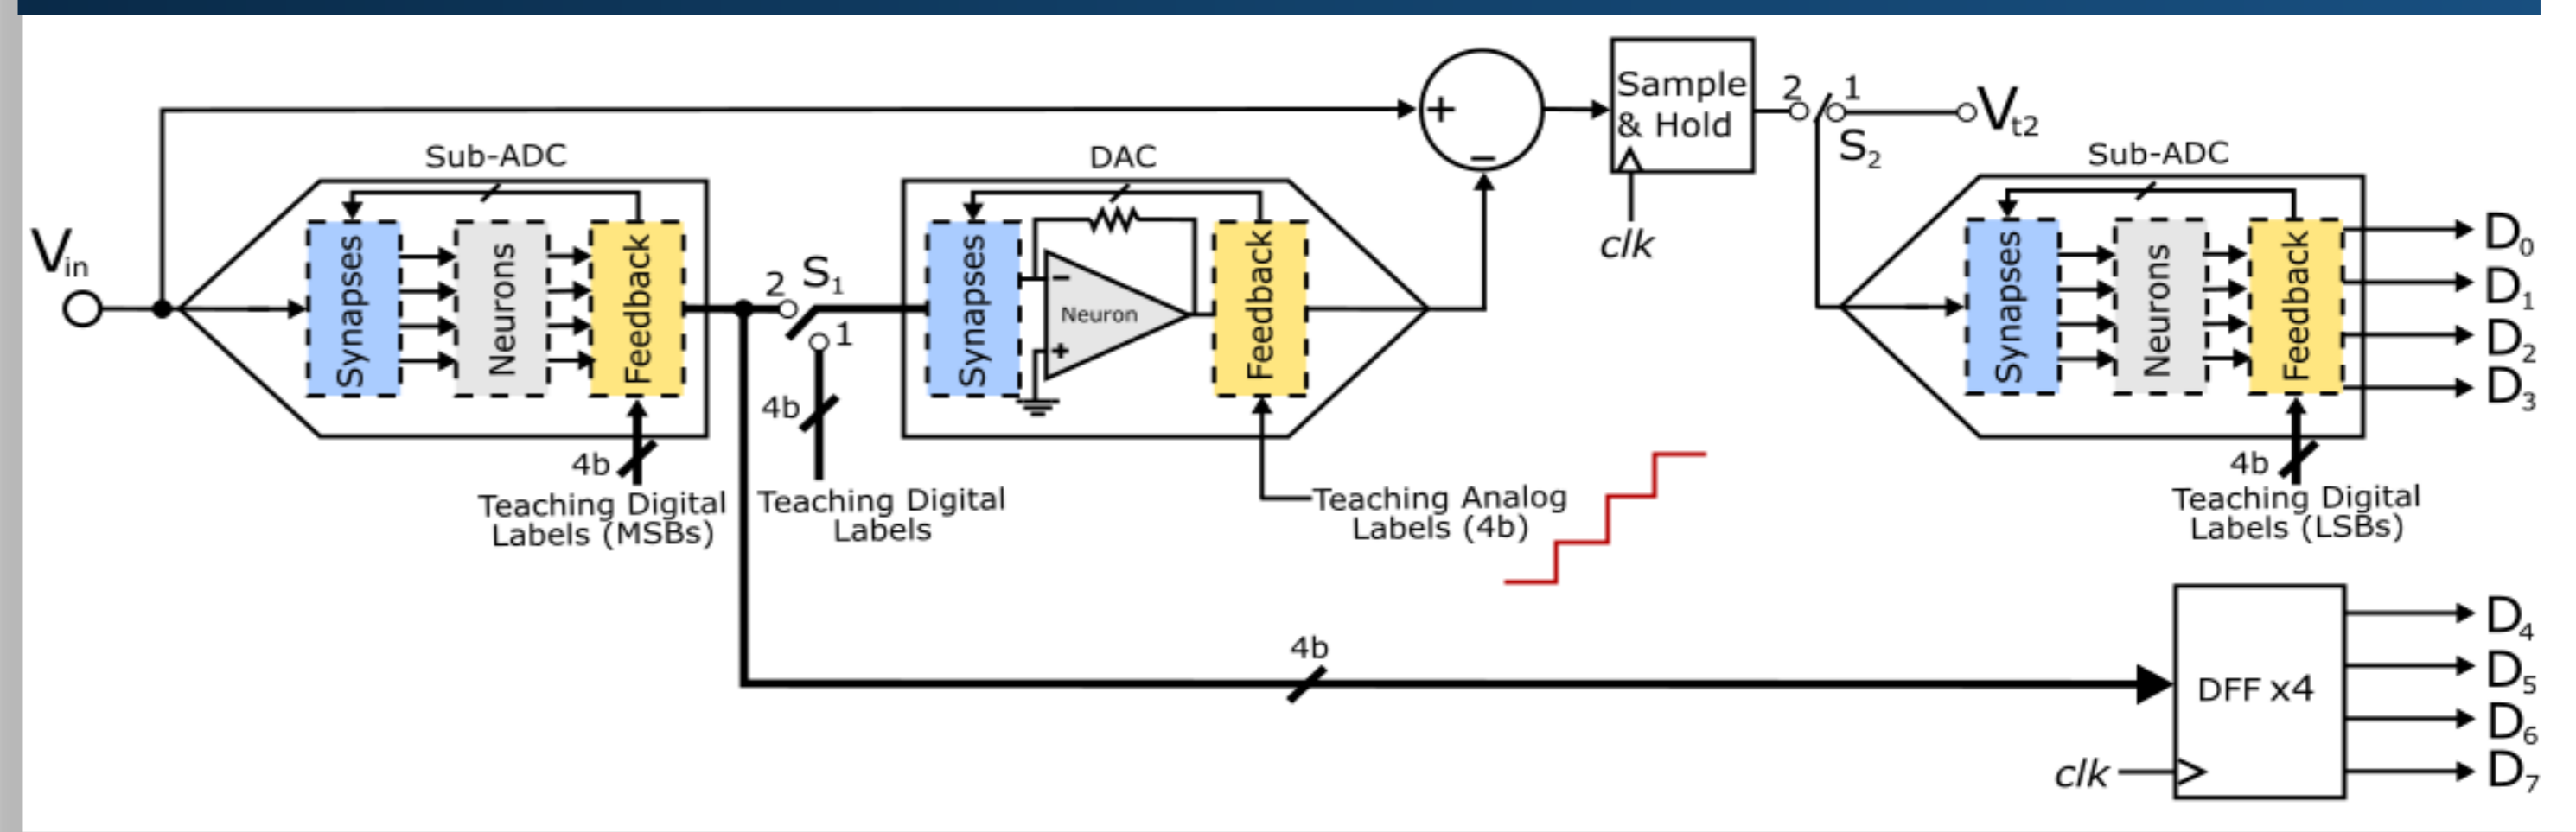 Sample
& Hold
2
1
Vt2
S2
clk
+
−
Sub-ADC
DAC
Sub-ADC
Vin
Synapses
Neurons
Feedback
2
S1
1
4b
Synapses
−
Neuron
+
Feedback
Synapses
Neurons
Feedback
D0
D1
D2
D3
4b
Teaching Digital
Labels (MSBs)
Teaching Digital
Labels
Teaching Analog
Labels (4b)
4b
Teaching Digital
Labels (LSBs)
4b
DFF x4
clk
D4
D5
D6
D7